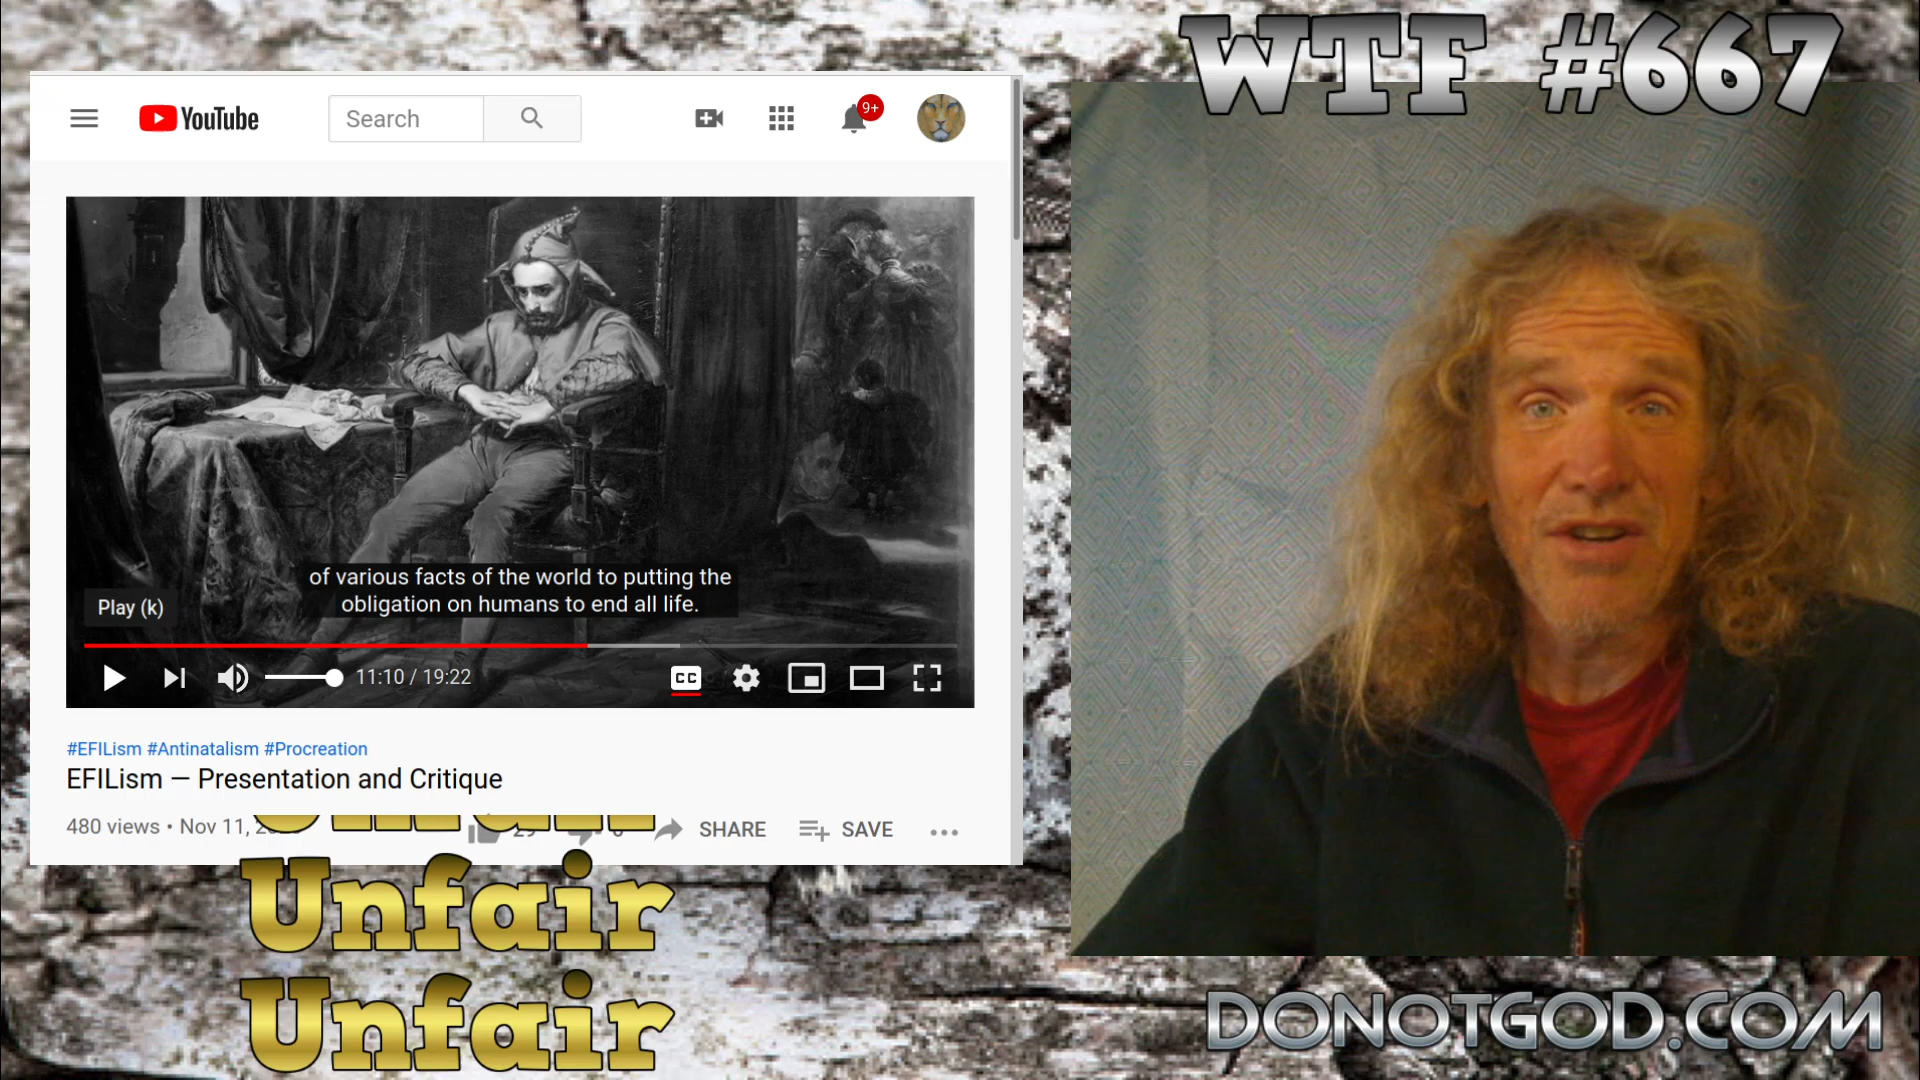 WTF #667
YouTube
Search
9+
of various facts of the world to putting the
obligation on humans to end all life.
Play (k)
11:10 / 19:22
CC
#EFILism #Antinatalism #Procreation
EFILism — Presentation and Critique
480 views • Nov 11,
SHARE
SAVE
Unfair
Unfair
Unfair
DONOTGOD.COM